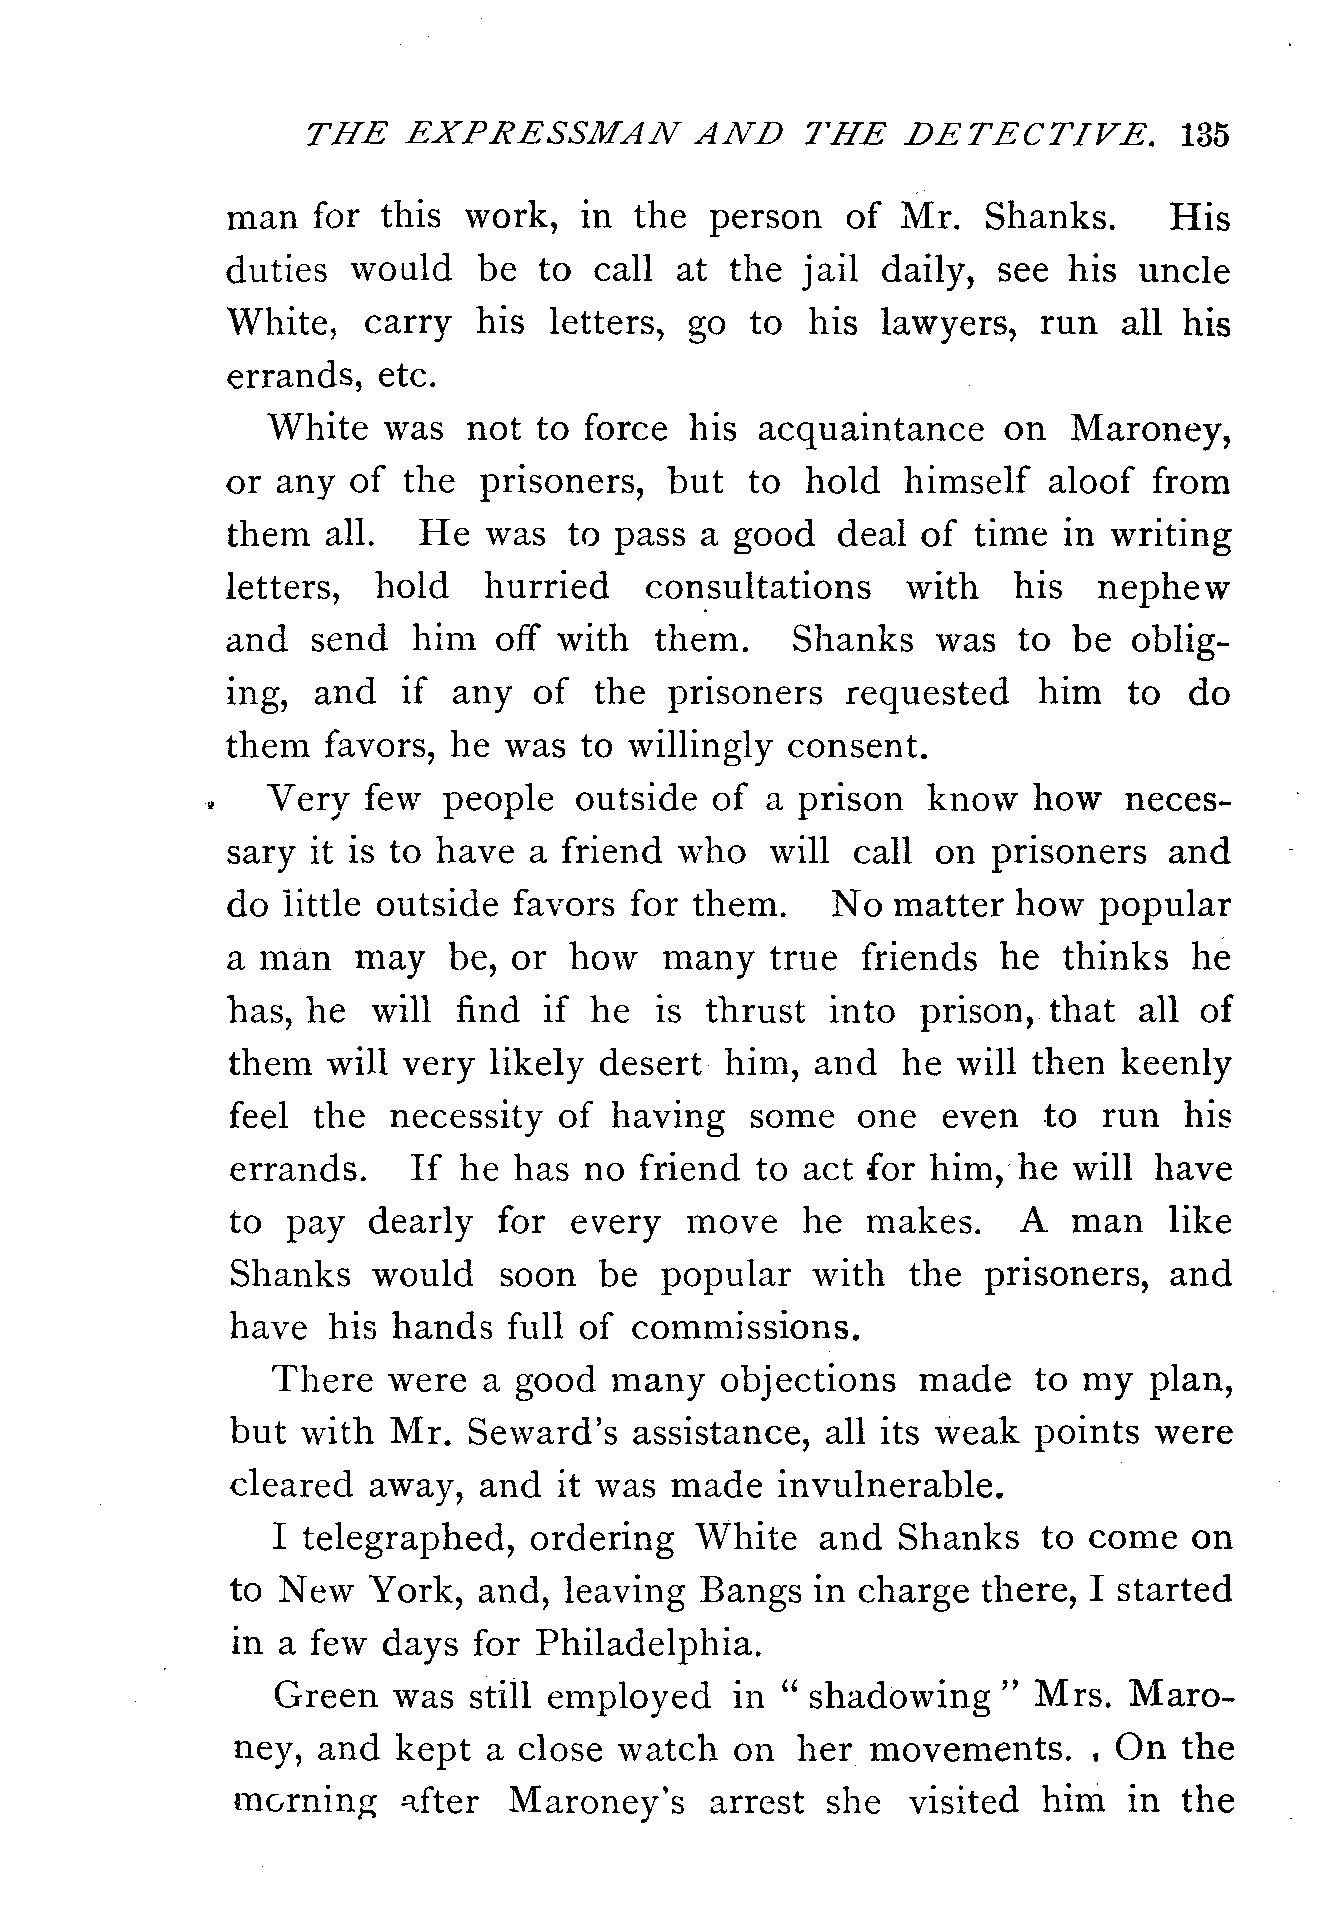 THE EXPRESSMAN AND THE DETECTIVE. 135
man for this work, in the person of Mr. Shanks. His
duties would be to call at the jail daily, see his uncle
White, carry his letters, go to his lawyers, run all his
errands, etc.
White was not to force his acquaintance on Maroney,
or any of the prisoners, but to hold himself aloof from
them all. He was to pass a good deal of time in writing
letters, hold hurried consultations with his nephew
and send him off with them. Shanks was to be oblig-
ing, and if any of the prisoners requested him to do
them favors, he was to willingly consent.
Very few people outside of a prison know how neces-
sary it is to have a friend who will call on prisoners and
do little outside favors for them. No matter how popular
a man may be, or how many true friends he thinks he
has, he will find if he is thrust into prison, that all of
them will very likely desert him, and he will then keenly
feel the necessity of having some one even to run his
errands. If he has no friend to act for him, he will have
to pay dearly for every move he makes. A man like
Shanks would soon be popular with the prisoners, and
have his hands full of commissions.
There were a good many objections made to my plan,
but with Mr. Seward's assistance, all its weak points were
cleared away, and it was made invulnerable.
I telegraphed, ordering White and Shanks to come on
to New York, and, leaving Bangs in charge there, I started
in a few days for Philadelphia.
Green was still employed in " shadowing " Mrs. Maro-
ney, and kept a close watch on her movements. On the
morning after Maroney's arrest she visited him in the